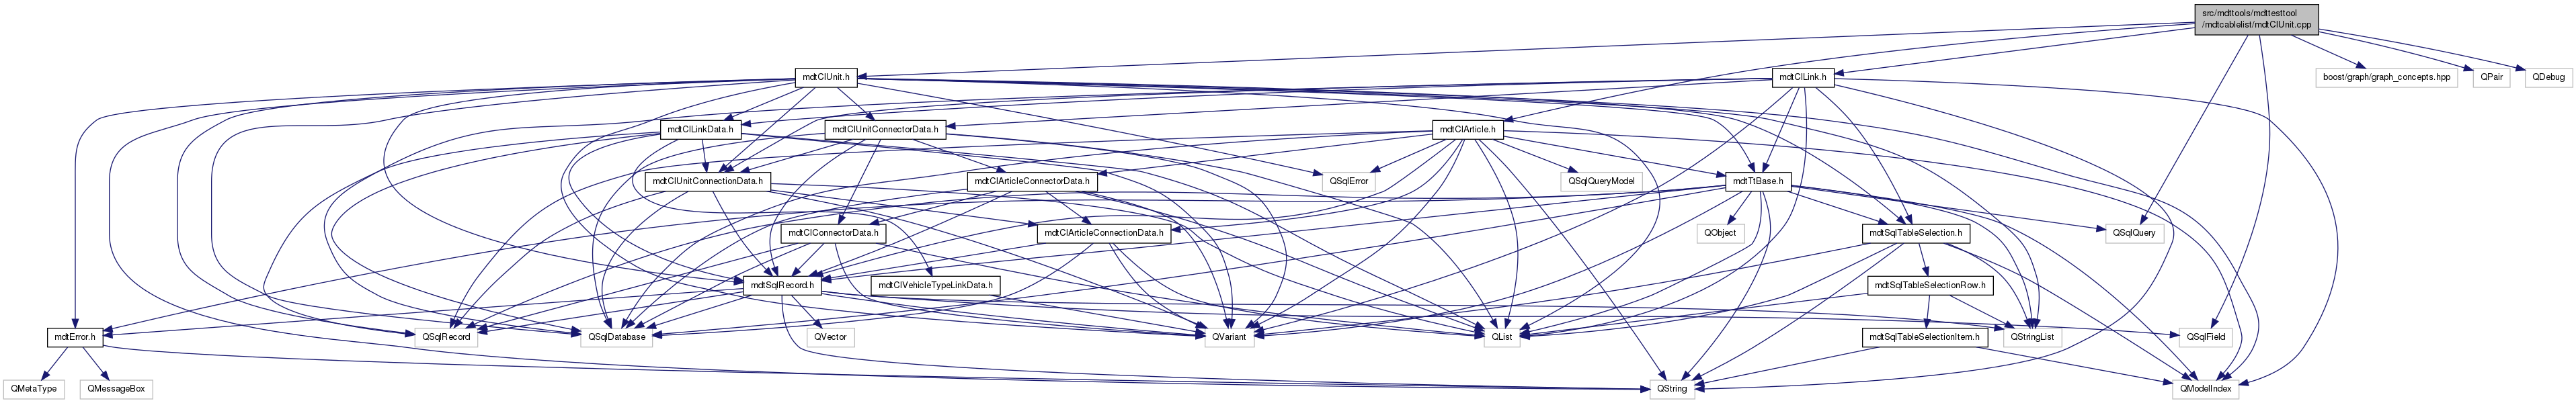 src/mdttools/mdttesttool
/mdtcablelist/mdtClUnit.cpp
mdtClUnit.h
mdtClLink.h
boost/graph/graph_concepts.hpp
QPair
QDebug
mdtClLinkData.h
mdtClUnitConnectorData.h
mdtClArticle.h
mdtClUnitConnectionData.h
mdtClArticleConnectorData.h
QSqlError
QSqlQueryModel
mdtTtBase.h
mdtClConnectorData.h
mdtClArticleConnectionData.h
QObject
mdtSqlTableSelection.h
QSqlQuery
mdtSqlRecord.h
mdtClVehicleTypeLinkData.h
mdtSqlTableSelectionRow.h
mdtError.h
QSqlRecord
QSqlDatabase
QVector
QVariant
QList
mdtSqlTableSelectionItem.h
QStringList
QSqlField
QMetaType
QMessageBox
QString
QModelIndex